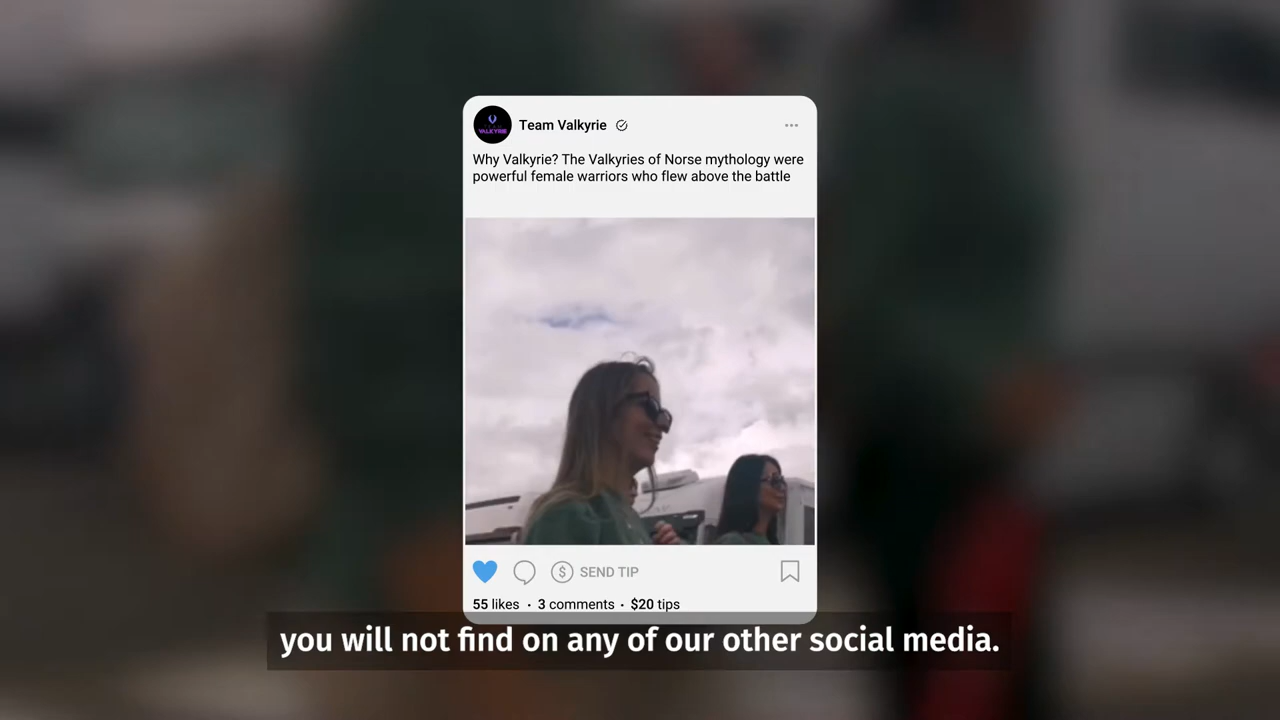 VALKYRIE
Team Valkyrie
Why Valkyrie? The Valkyries of Norse mythology were
powerful female warriors who flew above the battle
SEND TIP
55 likes · 3 comments · $20 tips
you will not find on any of our other social media.